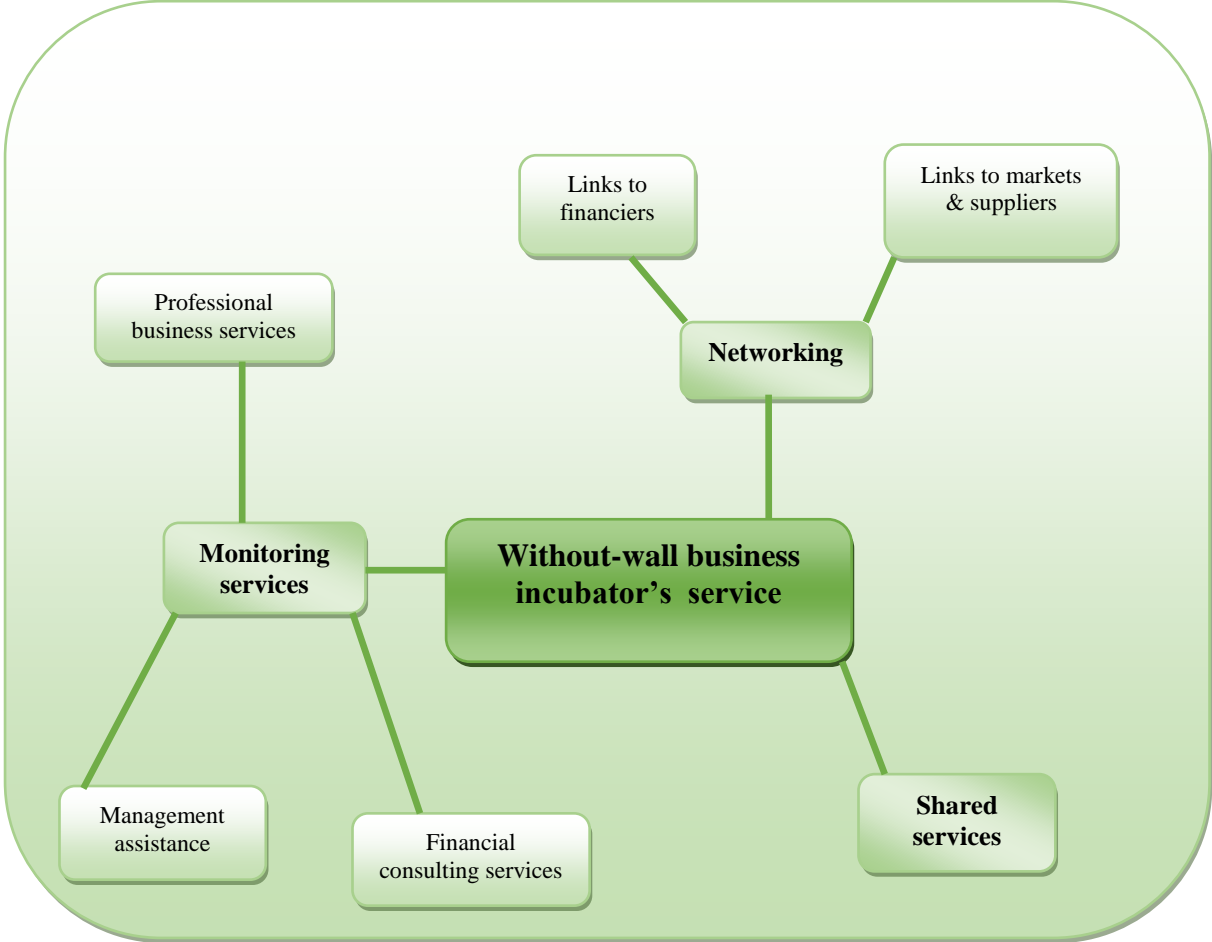 Links to
financiers
Links to markets
& suppliers
Professional
business services
Networking
Monitoring
services
Without-wall business
incubator’s  service
Management
assistance
Financial
consulting services
Shared
services